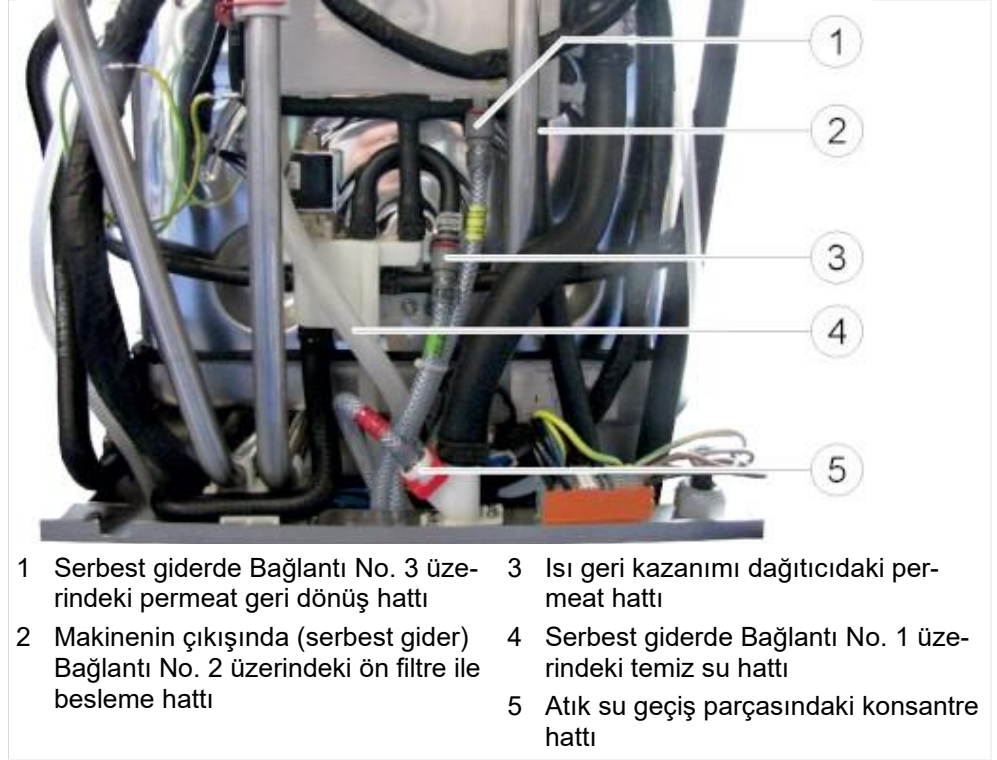 1
2
3
4
5
1 Serbest giderde Bağlantı No. 3 üze-
rindeki permeat geri dönüş hattı
2 Makinenin çıkışında (serbest gider)
Bağlantı No. 2 üzerindeki ön filtre ile
besleme hattı
3 Isı geri kazanımı dağıtıcıdaki per-
meat hattı
4 Serbest giderde Bağlantı No. 1 üze-
rindeki temiz su hattı
5 Atık su geçiş parçasındaki konsantre
hattı